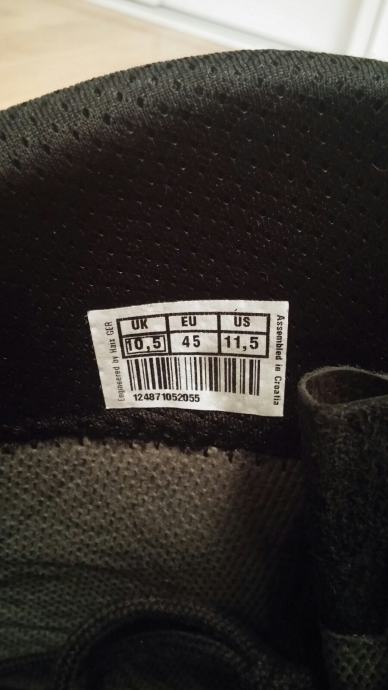 UK EU US
10,5 45 11,5
124871052055
Engineered by Haix GER
Assembled in Croatia